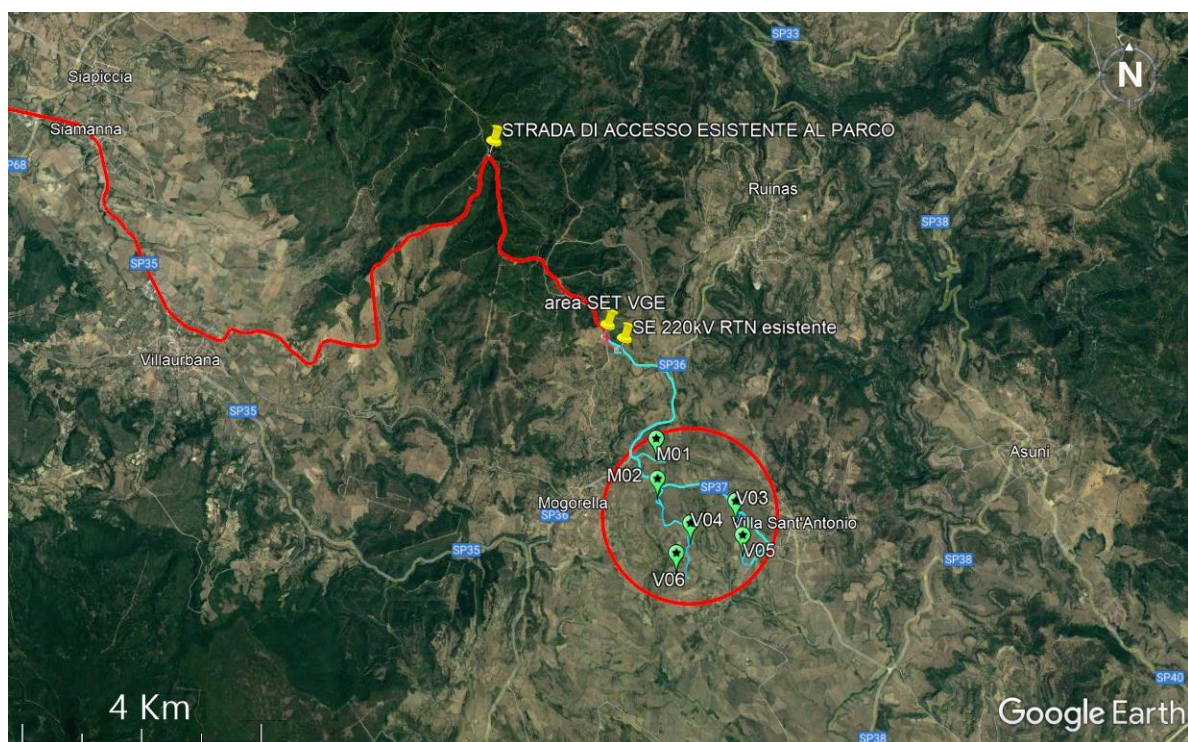 SP33
Siapiccia
N
Siamanna
STRADA DI ACCESSO ESISTENTE AL PARCO
P68
Ruinas
SP38
SP35
area SET VGE
SE 220kV RTN esistente
Villaurbana
SP36
SP35
M01
Asuni
M02
SP37
Mogorella
V03
SP36
V04
Villa Sant'Antonio
SP35
V05
SP38
V06
SP40
4 Km
Google Earth
SP38